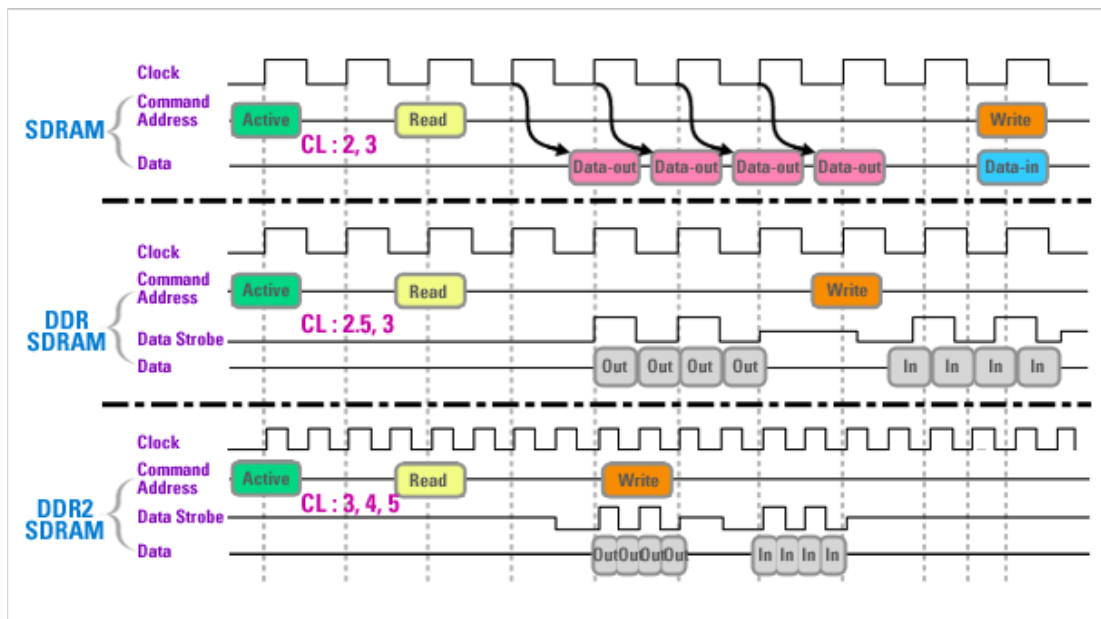 Clock
SDRAM
Command
Address
Active
Read
Write
CL : 2, 3
Data
Data-out
Data-out
Data-out
Data-out
Data-in
Clock
DDR
SDRAM
Command
Address
Active
Read
Write
CL : 2.5, 3
Data Strobe
Data
Out
Out
Out
Out
In
In
In
In
Clock
DDR2
SDRAM
Command
Address
Active
Read
Write
CL : 3, 4, 5
Data Strobe
Data
Out
Out
Out
Out
In
In
In
In